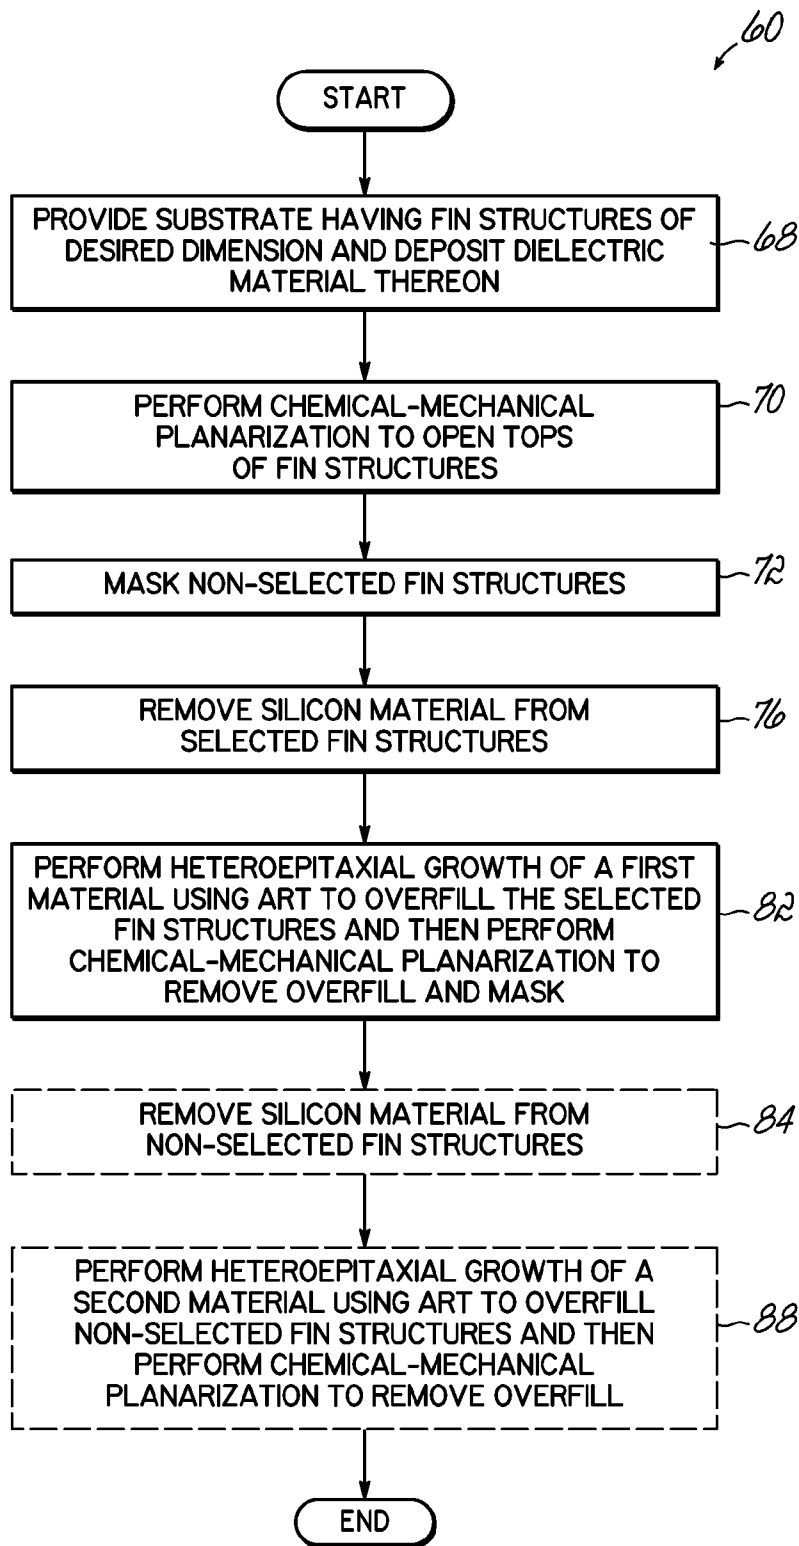 60
START
PROVIDE SUBSTRATE HAVING FIN STRUCTURES OF
DESIRED DIMENSION AND DEPOSIT DIELECTRIC
MATERIAL THEREON
68
PERFORM CHEMICAL-MECHANICAL
PLANARIZATION TO OPEN TOPS
OF FIN STRUCTURES
70
MASK NON-SELECTED FIN STRUCTURES
72
REMOVE SILICON MATERIAL FROM
SELECTED FIN STRUCTURES
76
PERFORM HETEROEPITAXIAL GROWTH OF A FIRST
MATERIAL USING ART TO OVERFILL THE SELECTED
FIN STRUCTURES AND THEN PERFORM
CHEMICAL-MECHANICAL PLANARIZATION TO
REMOVE OVERFILL AND MASK
82
REMOVE SILICON MATERIAL FROM
NON-SELECTED FIN STRUCTURES
84
PERFORM HETEROEPITAXIAL GROWTH OF A
SECOND MATERIAL USING ART TO OVERFILL
NON-SELECTED FIN STRUCTURES AND THEN
PERFORM CHEMICAL-MECHANICAL
PLANARIZATION TO REMOVE OVERFILL
88
END